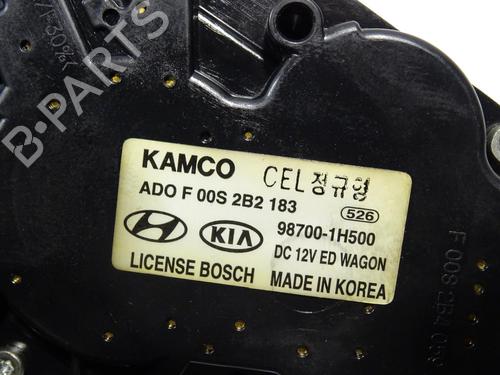 B-PARTS
KAMCO CEL정규형
ADO F 00S 2B2 183
526
98700-1H500
KIA
DC 12V ED WAGON
LICENSE BOSCH MADE IN KOREA